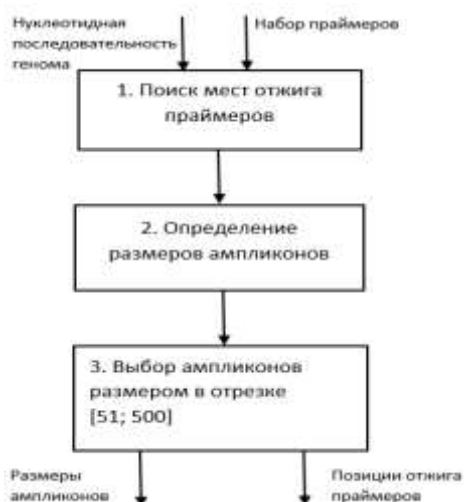 Нуклеотидная
последовательность
генома
Набор праймеров
1. Поиск мест отжига
праймеров
2. Определение
размеров ампликонов
3. Выбор ампликонов
размером в отрезке
[51; 500]
Размеры
ампликонов
Позиции отжига
праймеров